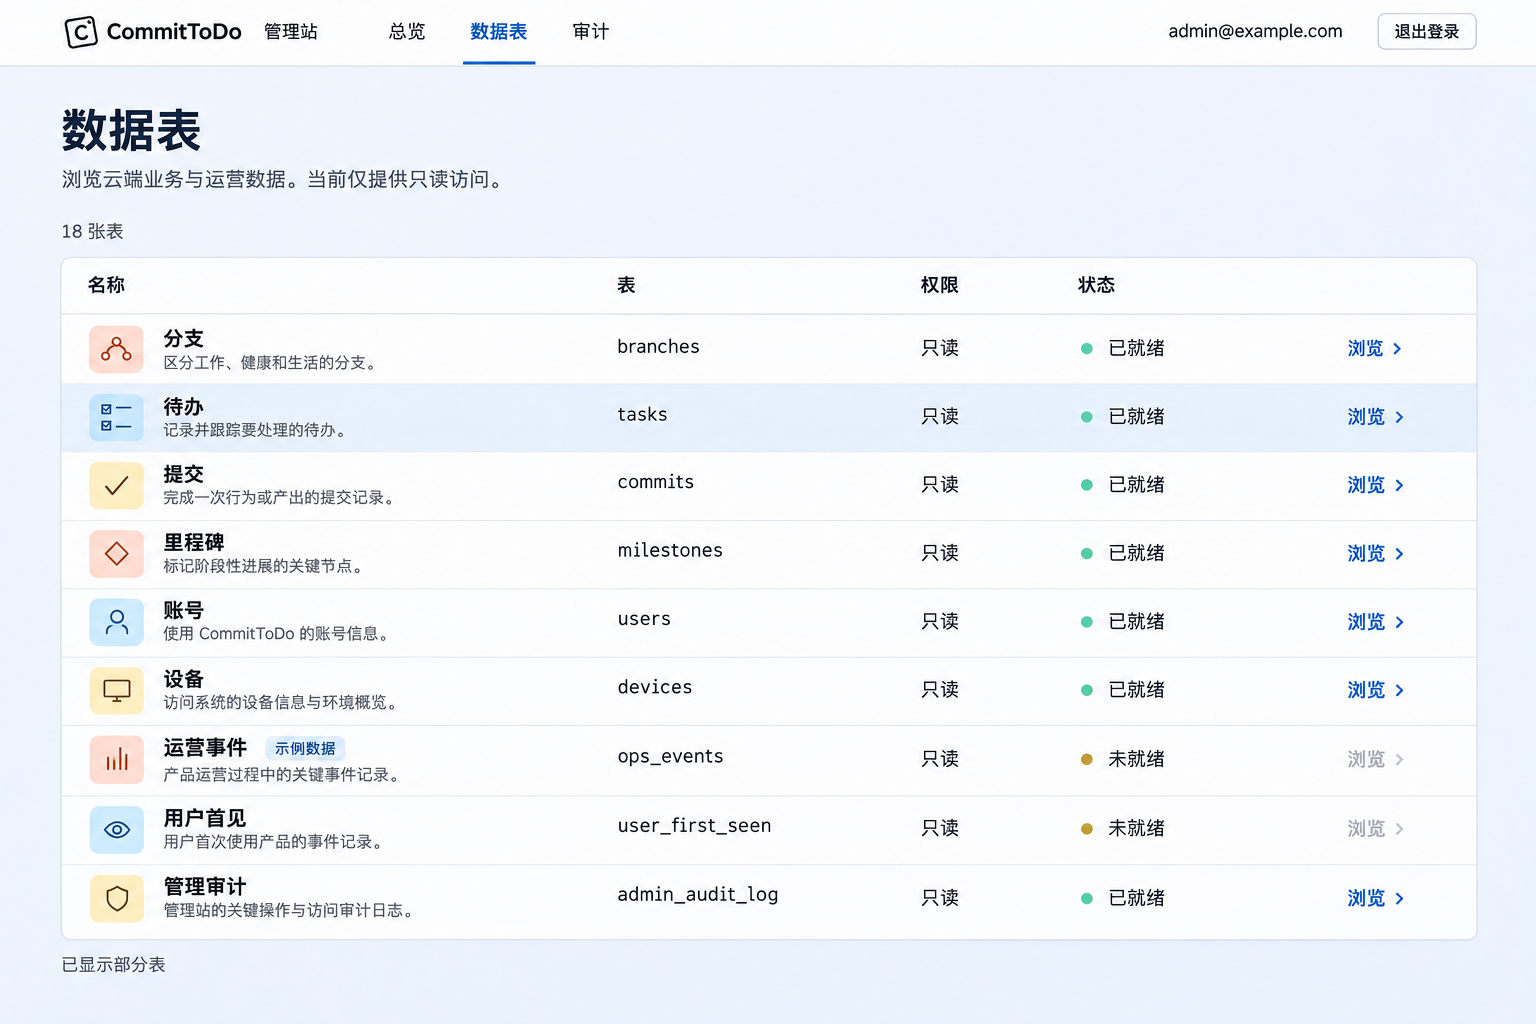 CommitToDo 管理站 总览 数据表 审计 admin@example.com 退出登录
数据表
浏览云端业务与运营数据。当前仅提供只读访问。
18 张表
名称 表 权限 状态
分支
区分工作、健康和生活的分支。
branches 只读 已就绪 浏览
待办
记录并跟踪要处理的待办。
tasks 只读 已就绪 浏览
提交
完成一次行为或产出的提交记录。
commits 只读 已就绪 浏览
里程碑
标记阶段性进展的关键节点。
milestones 只读 已就绪 浏览
账号
使用 CommitToDo 的账号信息。
users 只读 已就绪 浏览
设备
访问系统的设备信息与环境概览。
devices 只读 已就绪 浏览
运营事件 示例数据
产品运营过程中的关键事件记录。
ops_events 只读 未就绪 浏览
用户首见
用户首次使用产品的事件记录。
user_first_seen 只读 未就绪 浏览
管理审计
管理站的关键操作与访问审计日志。
admin_audit_log 只读 已就绪 浏览
已显示部分表